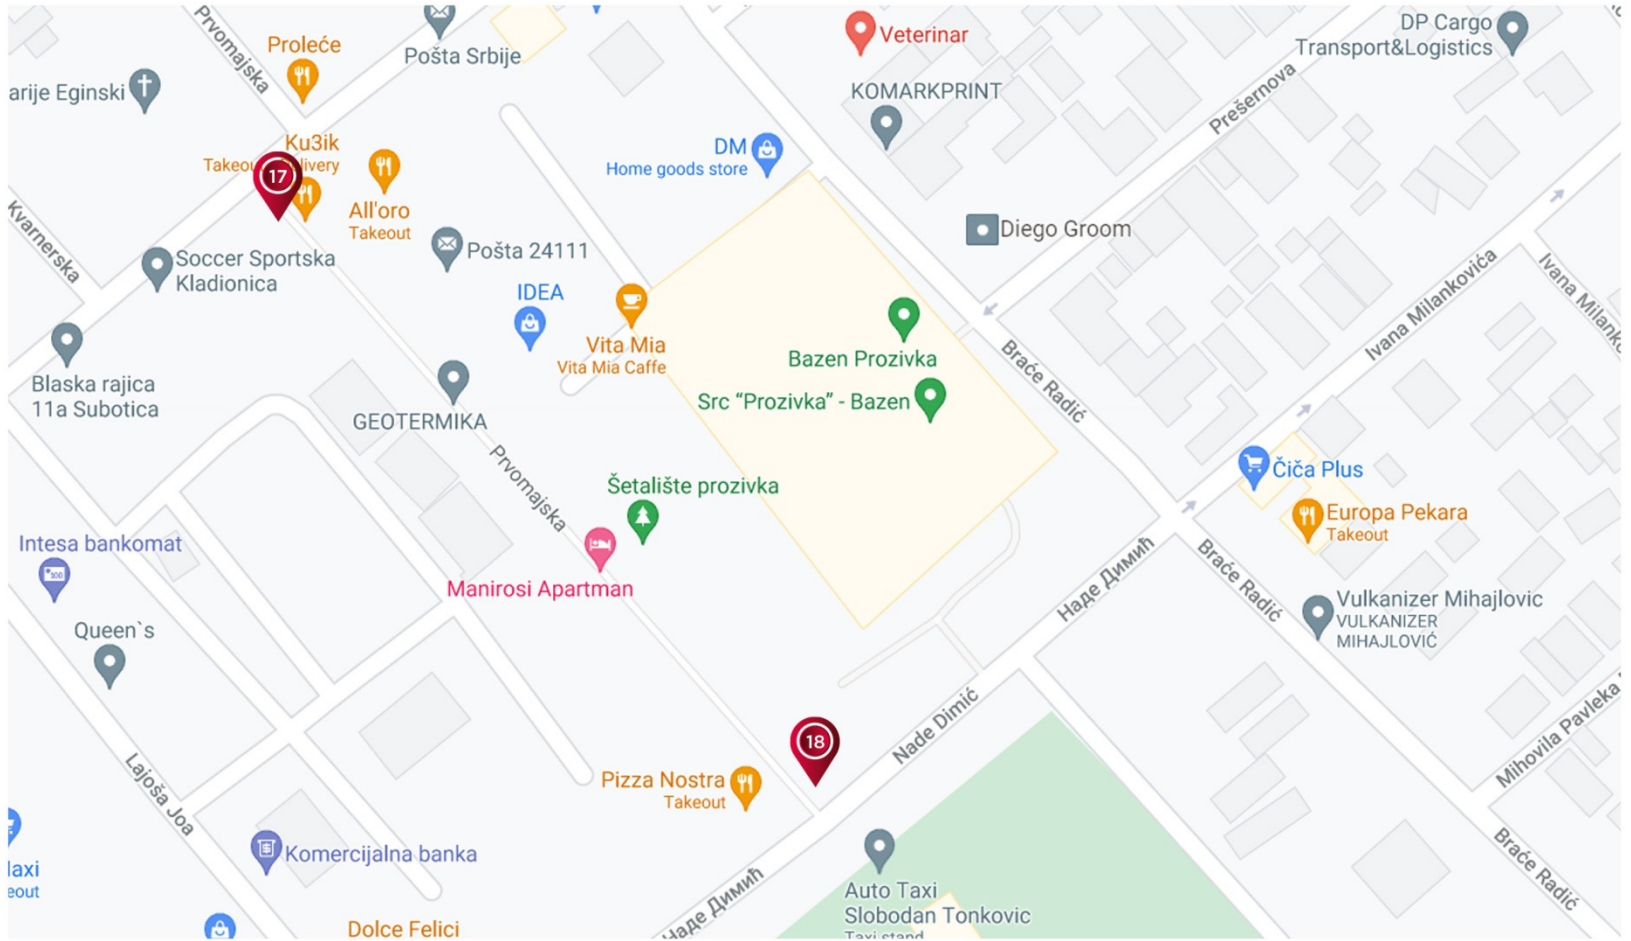 Prvomajska
Proleće
Pošta Srbije
Veterinar
DP Cargo
Transport&Logistics
arije Eginski
KOMARKPRINT
Prešernova
Ku3ik
17
All'oro
Takeout
DM
Home goods store
Kvarnerska
Soccer Sportska
Kladionica
Pošta 24111
Diego Groom
Ivana Milankovića
IDEA
Vita Mia
Vita Mia Caffe
Bazen Prozivka
Src “Prozivka” - Bazen
Braće Radić
Blaska rajica
11a Subotica
GEOTERMIKA
Prvomajska
Šetalište prozivka
Čiča Plus
Europa Pekara
Takeout
Intesa bankomat
Manirosi Apartman
Наде Димић
Braće Radić
Vulkanizer Mihajlovic
VULKANIZER
MIHAJLOVIĆ
Queen`s
Nade Dimić
18
Mihovila Pavleka
Lajoša Joa
Pizza Nostra
Takeout
Komercijalna banka
Braće Radić
Наде Димић
Auto Taxi
Slobodan Tonkovic
Taxi stand
Dolce Felici